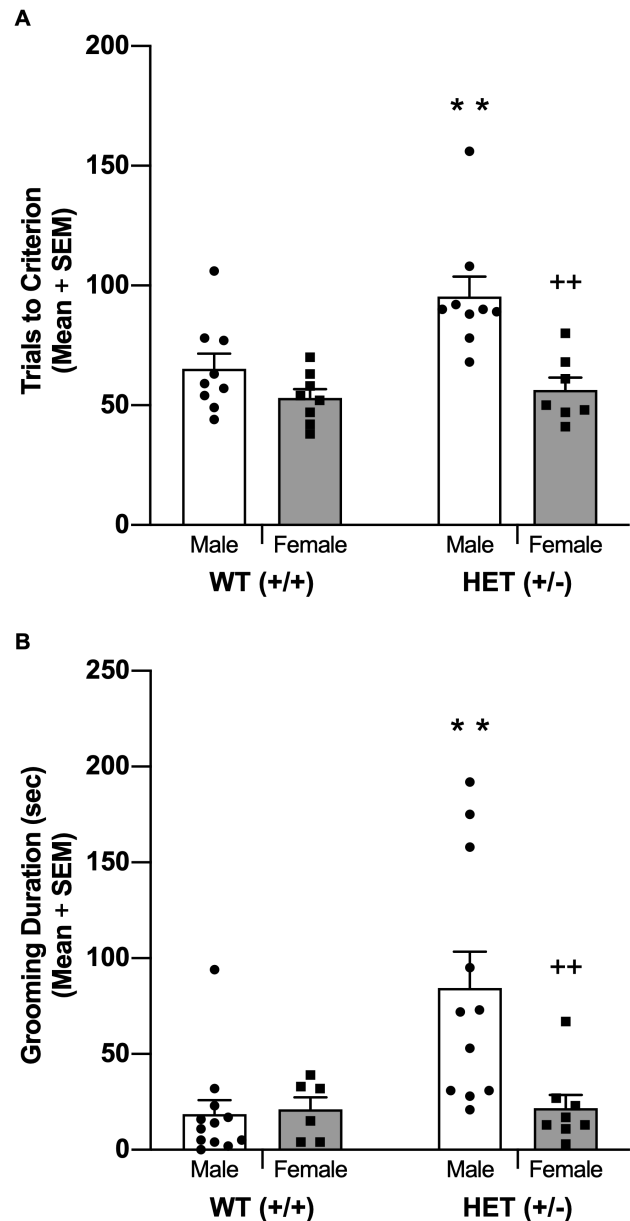 A
200
150
100
50
0
Trials to Criterion
(Mean + SEM)
* *
++
Male Female Male Female
WT (+/+) HET (+/-)
B
250
200
150
100
50
0
Grooming Duration (sec)
(Mean + SEM)
* *
++
Male Female Male Female
WT (+/+) HET (+/-)